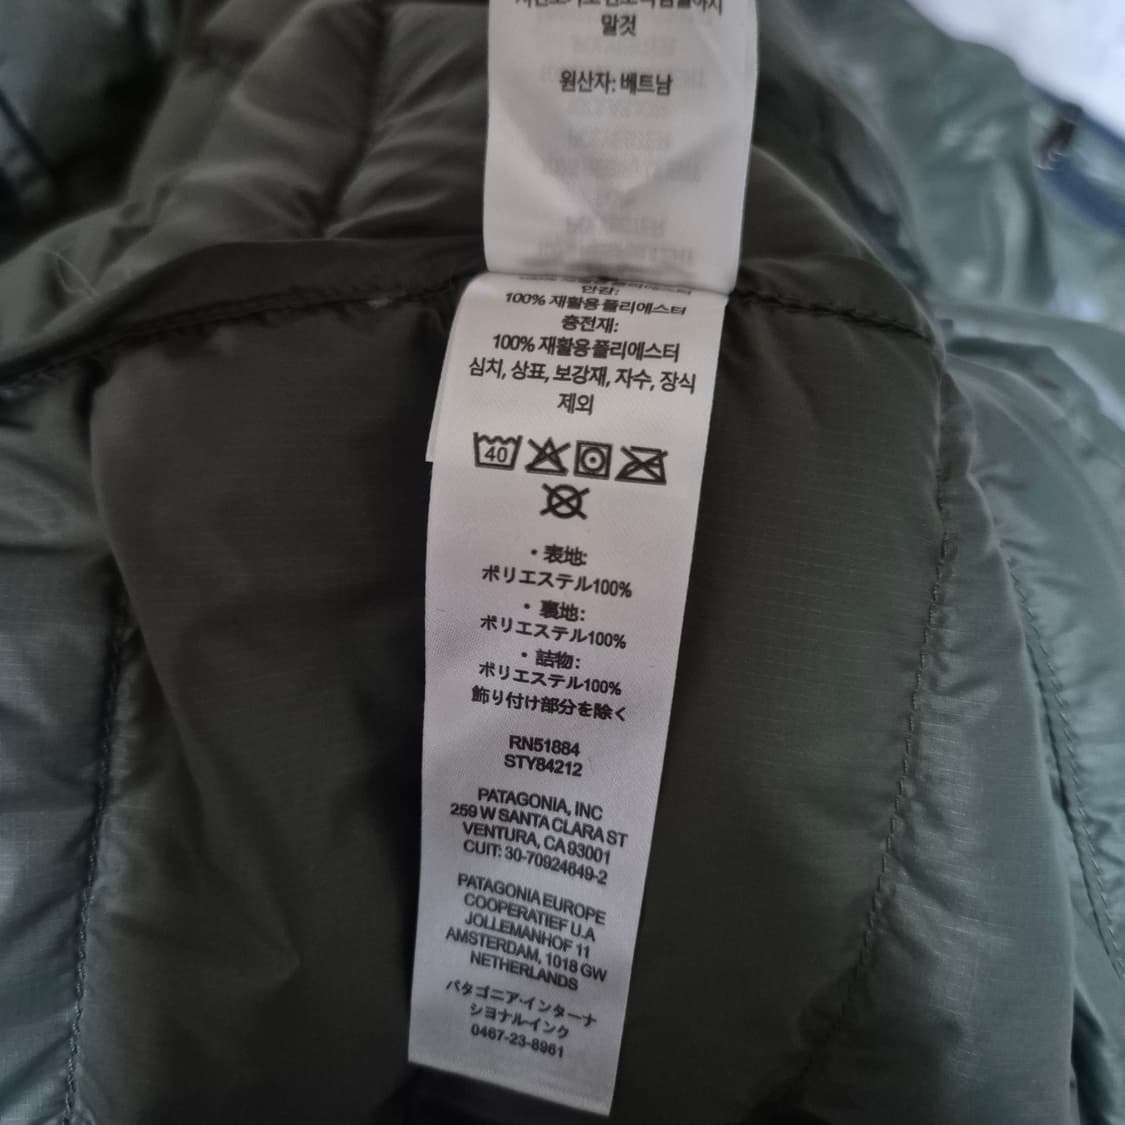 말것
원산자: 베트남
안감:
100% 재활용 폴리에스터
충전재:
100% 재활용 폴리에스터
심치, 상표, 보강재, 자수, 장식
제외
40
・表地:
ポリエステル100%
・裏地:
ポリエステル100%
・詰物:
ポリエステル100%
飾り付け部分を除く
RN51884
STY84212
PATAGONIA, INC
259 W SANTA CLARA ST
VENTURA, CA 93001
CUIT: 30-70924649-2
PATAGONIA EUROPE
COOPERATIEF U.A
JOLLEMANHOF 11
AMSTERDAM, 1018 GW
NETHERLANDS
パタゴニア・インターナ
ショナル・インク
0467-23-8961